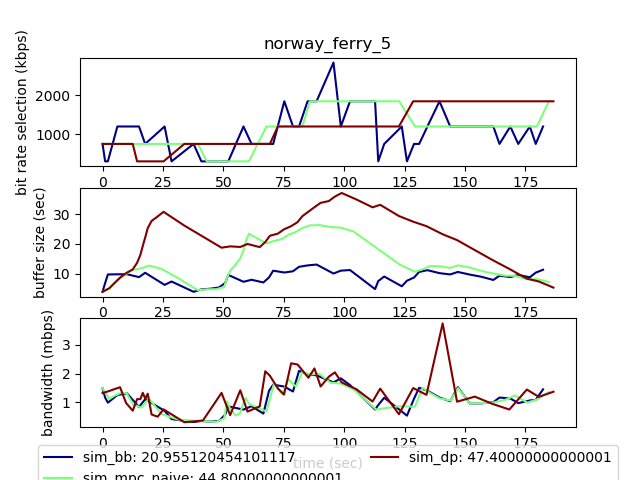 norway_ferry_5
bit rate selection (kbps)
2000
1000
0 25 50 75 100 125 150 175
buffer size (sec)
30
20
10
0 25 50 75 100 125 150 175
bandwidth (mbps)
3
2
1
0 25 50 75 100 125 150 175
time (sec)
sim_bb: 20.955120454101117
sim_dp: 47.40000000000001
sim_mpc_naive: 44.80000000000001